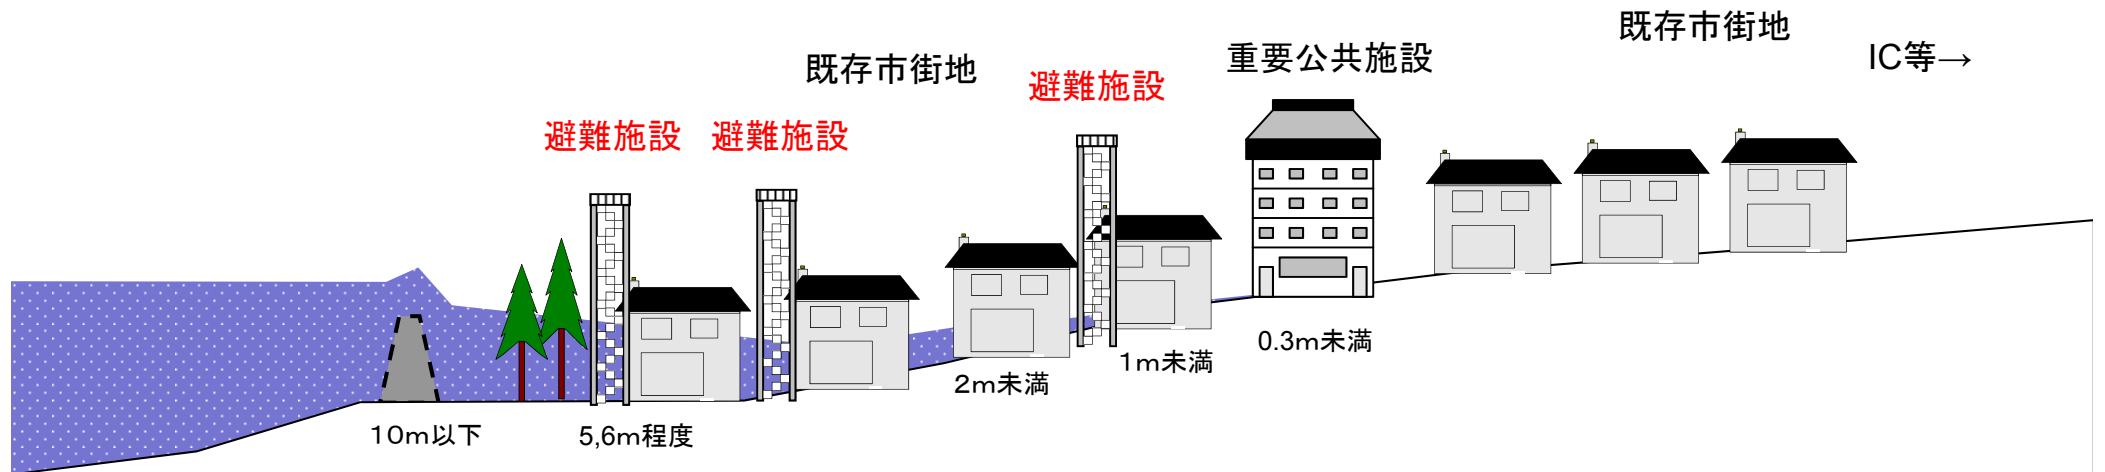 既存市街地
IC等→
重要公共施設
既存市街地
避難施設
避難施設
避難施設
0.3m未満
1m未満
2m未満
10m以下
5,6m程度